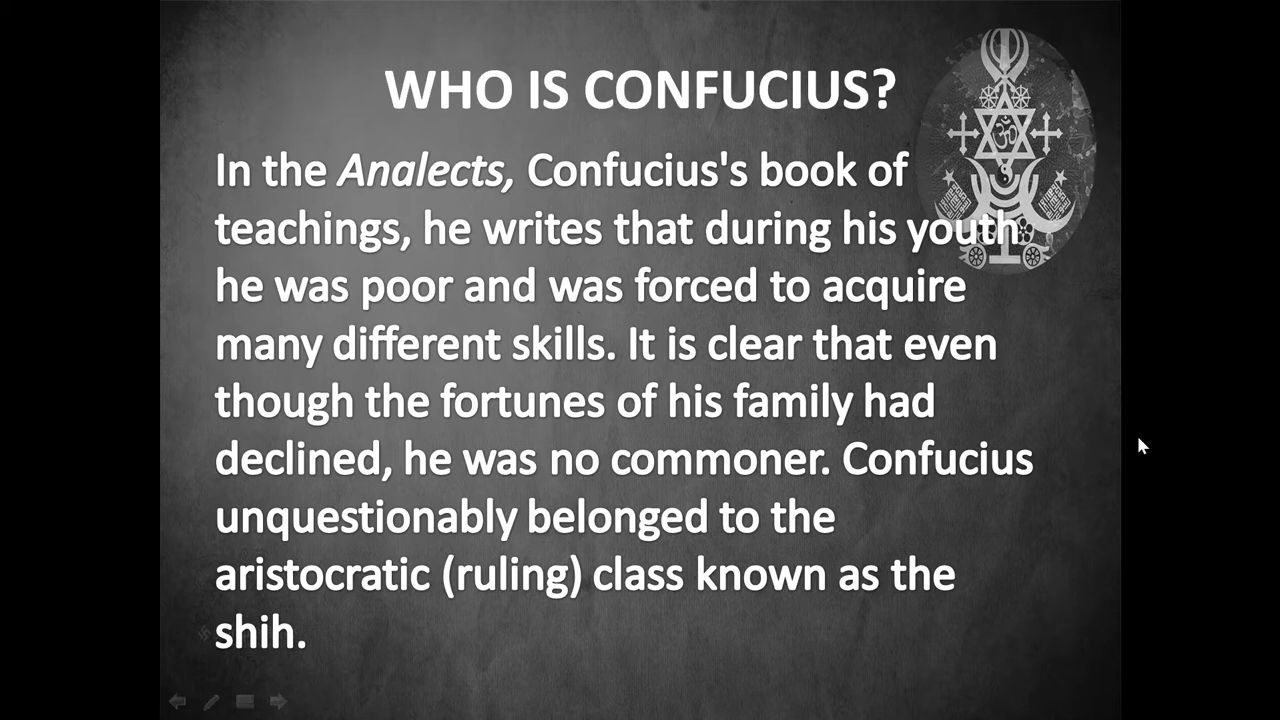 WHO IS CONFUCIUS?
In the Analects, Confucius's book of
teachings, he writes that during his youth
he was poor and was forced to acquire
many different skills. It is clear that even
though the fortunes of his family had
declined, he was no commoner. Confucius
unquestionably belonged to the
aristocratic (ruling) class known as the
shih.